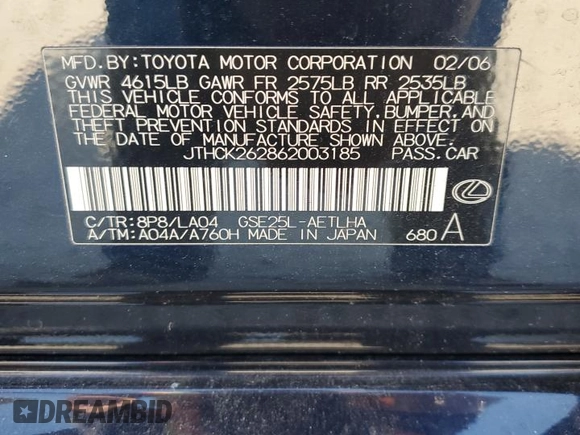 MFD.BY:TOYOTA MOTOR CORPORATION 02/06
GVWR 4615LB GAWR FR 2575LB RR 2535LB
THIS VEHICLE CONFORMS TO ALL APPLICABLE
FEDERAL MOTOR VEHICLE SAFETY, BUMPER, AND
THEFT PREVENTION STANDARDS IN EFFECT ON
THE DATE OF MANUFACTURE SHOWN ABOVE.
JTHCK262862003185 PASS.CAR
C/TR:8P8/LA04 GSE25L-AETLHA
A/TM:A04A/A760H MADE IN JAPAN 680 A
DREAMBID